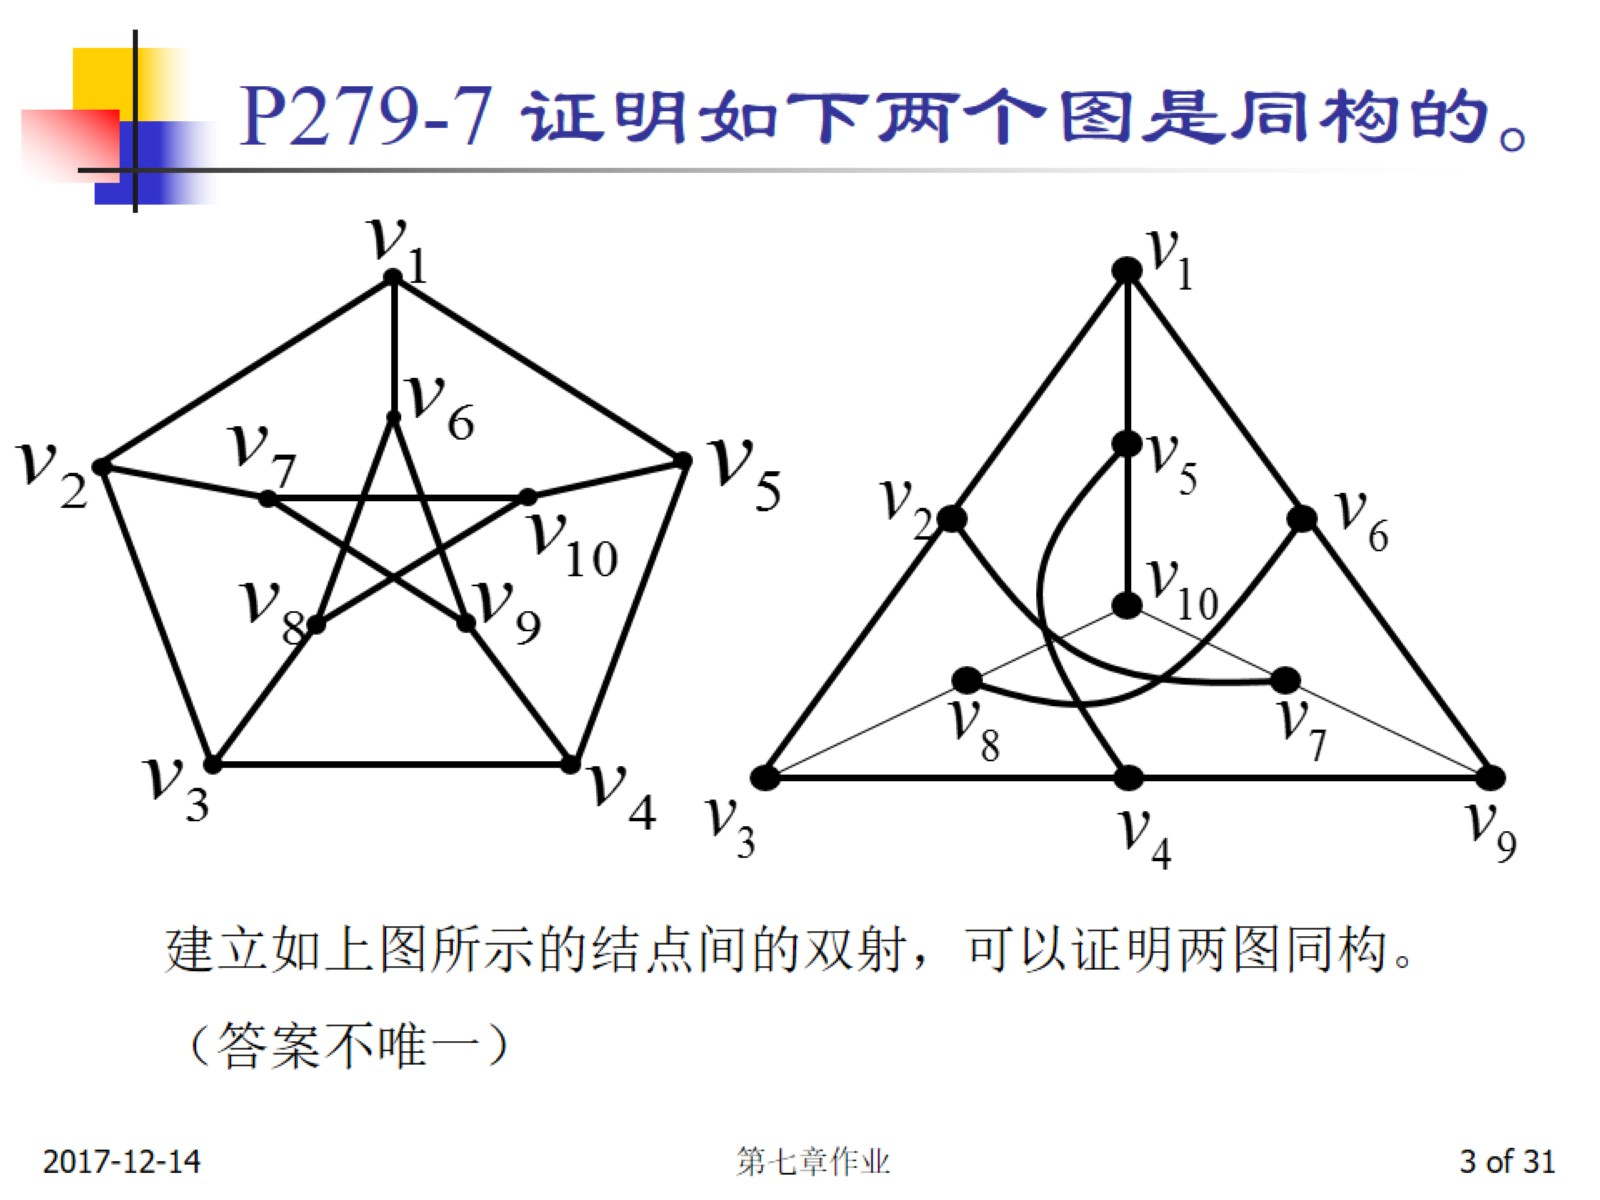 P279-7 证明如下两个图是同构的。
v1
v2
v7
v6
v5
v10
v8
v9
v3
v4
v1
v5
v2
v6
v10
v8
v7
v3
v4
v9
建立如上图所示的结点间的双射，可以证明两图同构。
（答案不唯一）
2017-12-14
第七章作业
3 of 31